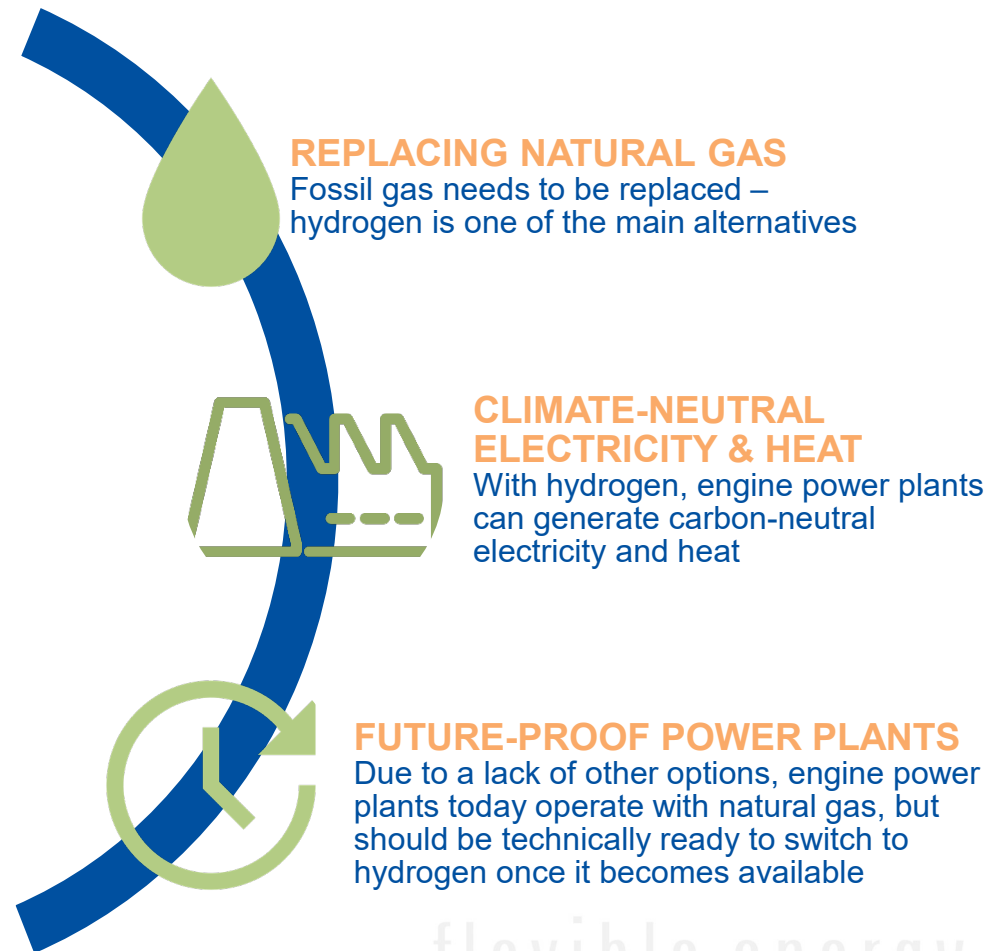 REPLACING NATURAL GAS
Fossil gas needs to be replaced –
hydrogen is one of the main alternatives
CLIMATE-NEUTRAL
ELECTRICITY & HEAT
With hydrogen, engine power plants
can generate carbon-neutral
electricity and heat
FUTURE-PROOF POWER PLANTS
Due to a lack of other options, engine power
plants today operate with natural gas, but
should be technically ready to switch to
hydrogen once it becomes available
flexible energy